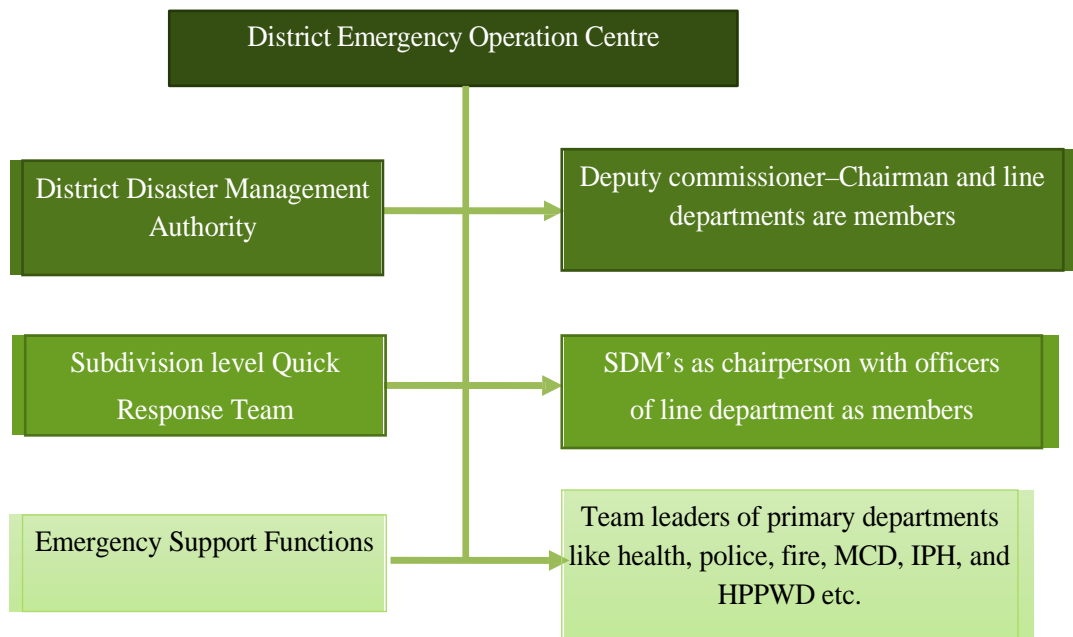 District Emergency Operation Centre
District Disaster Management
Authority
Deputy commissioner–Chairman and line
departments are members
Subdivision level Quick
Response Team
SDM’s as chairperson with officers
of line department as members
Emergency Support Functions
Team leaders of primary departments
like health, police, fire, MCD, IPH, and
HPPWD etc.